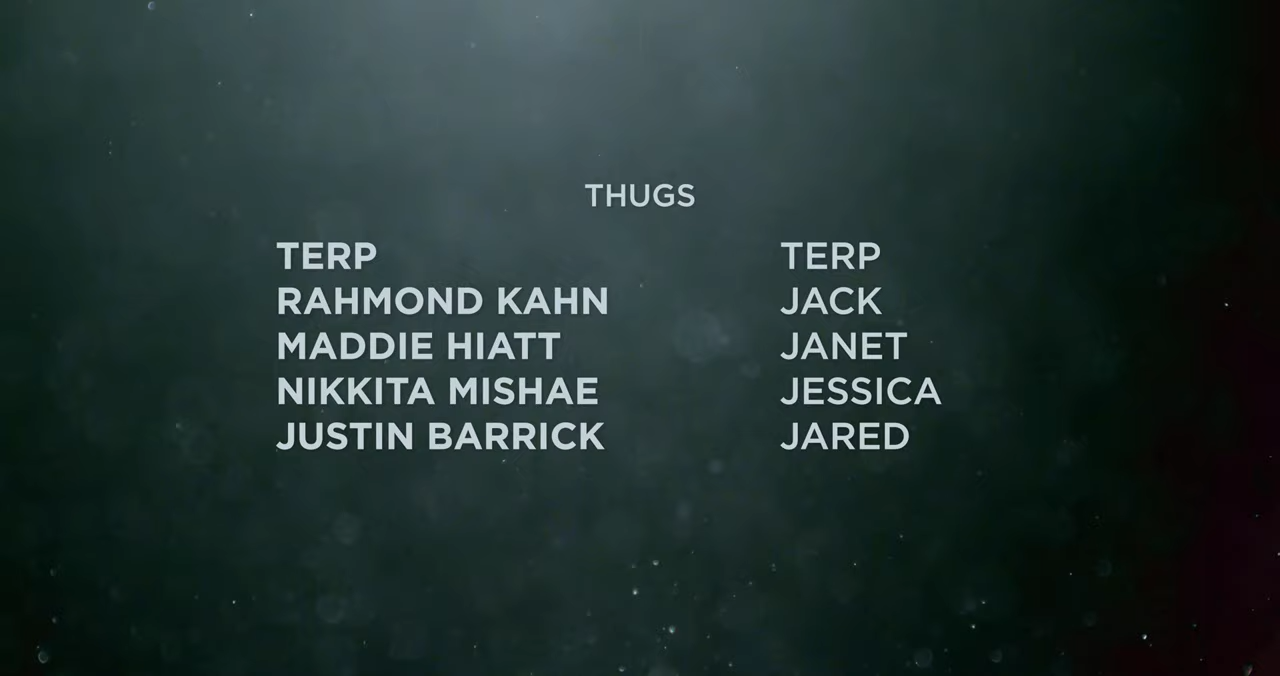 THUGS
TERP TERP
RAHMOND KAHN JACK
MADDIE HIATT JANET
NIKKITA MISHAE JESSICA
JUSTIN BARRICK JARED